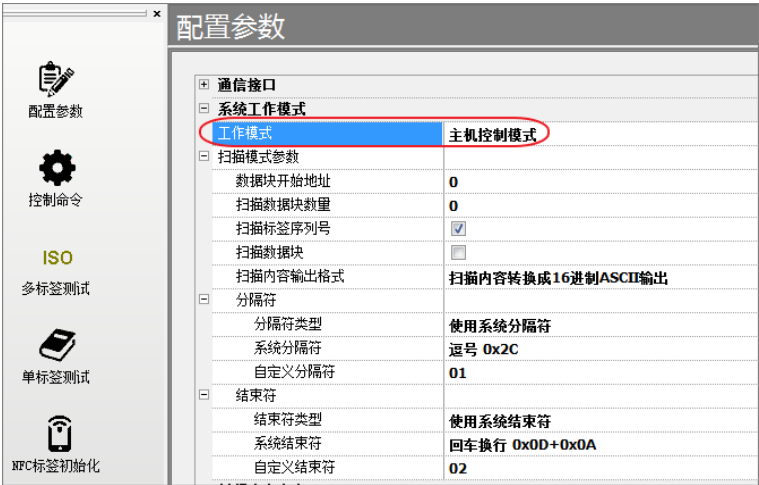 x
配置参数
配置参数
控制命令
ISO
多标签测试
单标签测试
NFC标签初始化
通信接口
系统工作模式
工作模式 主机控制模式
扫描模式参数
数据块开始地址 0
扫描数据块数量 0
扫描标签序列号
扫描数据块
扫描内容输出格式 扫描内容转换成16进制ASCII输出
分隔符
分隔符类型 使用系统分隔符
系统分隔符 逗号 0x2C
自定义分隔符 01
结束符
结束符类型 使用系统结束符
系统结束符 回车换行 0x0D+0x0A
自定义结束符 02